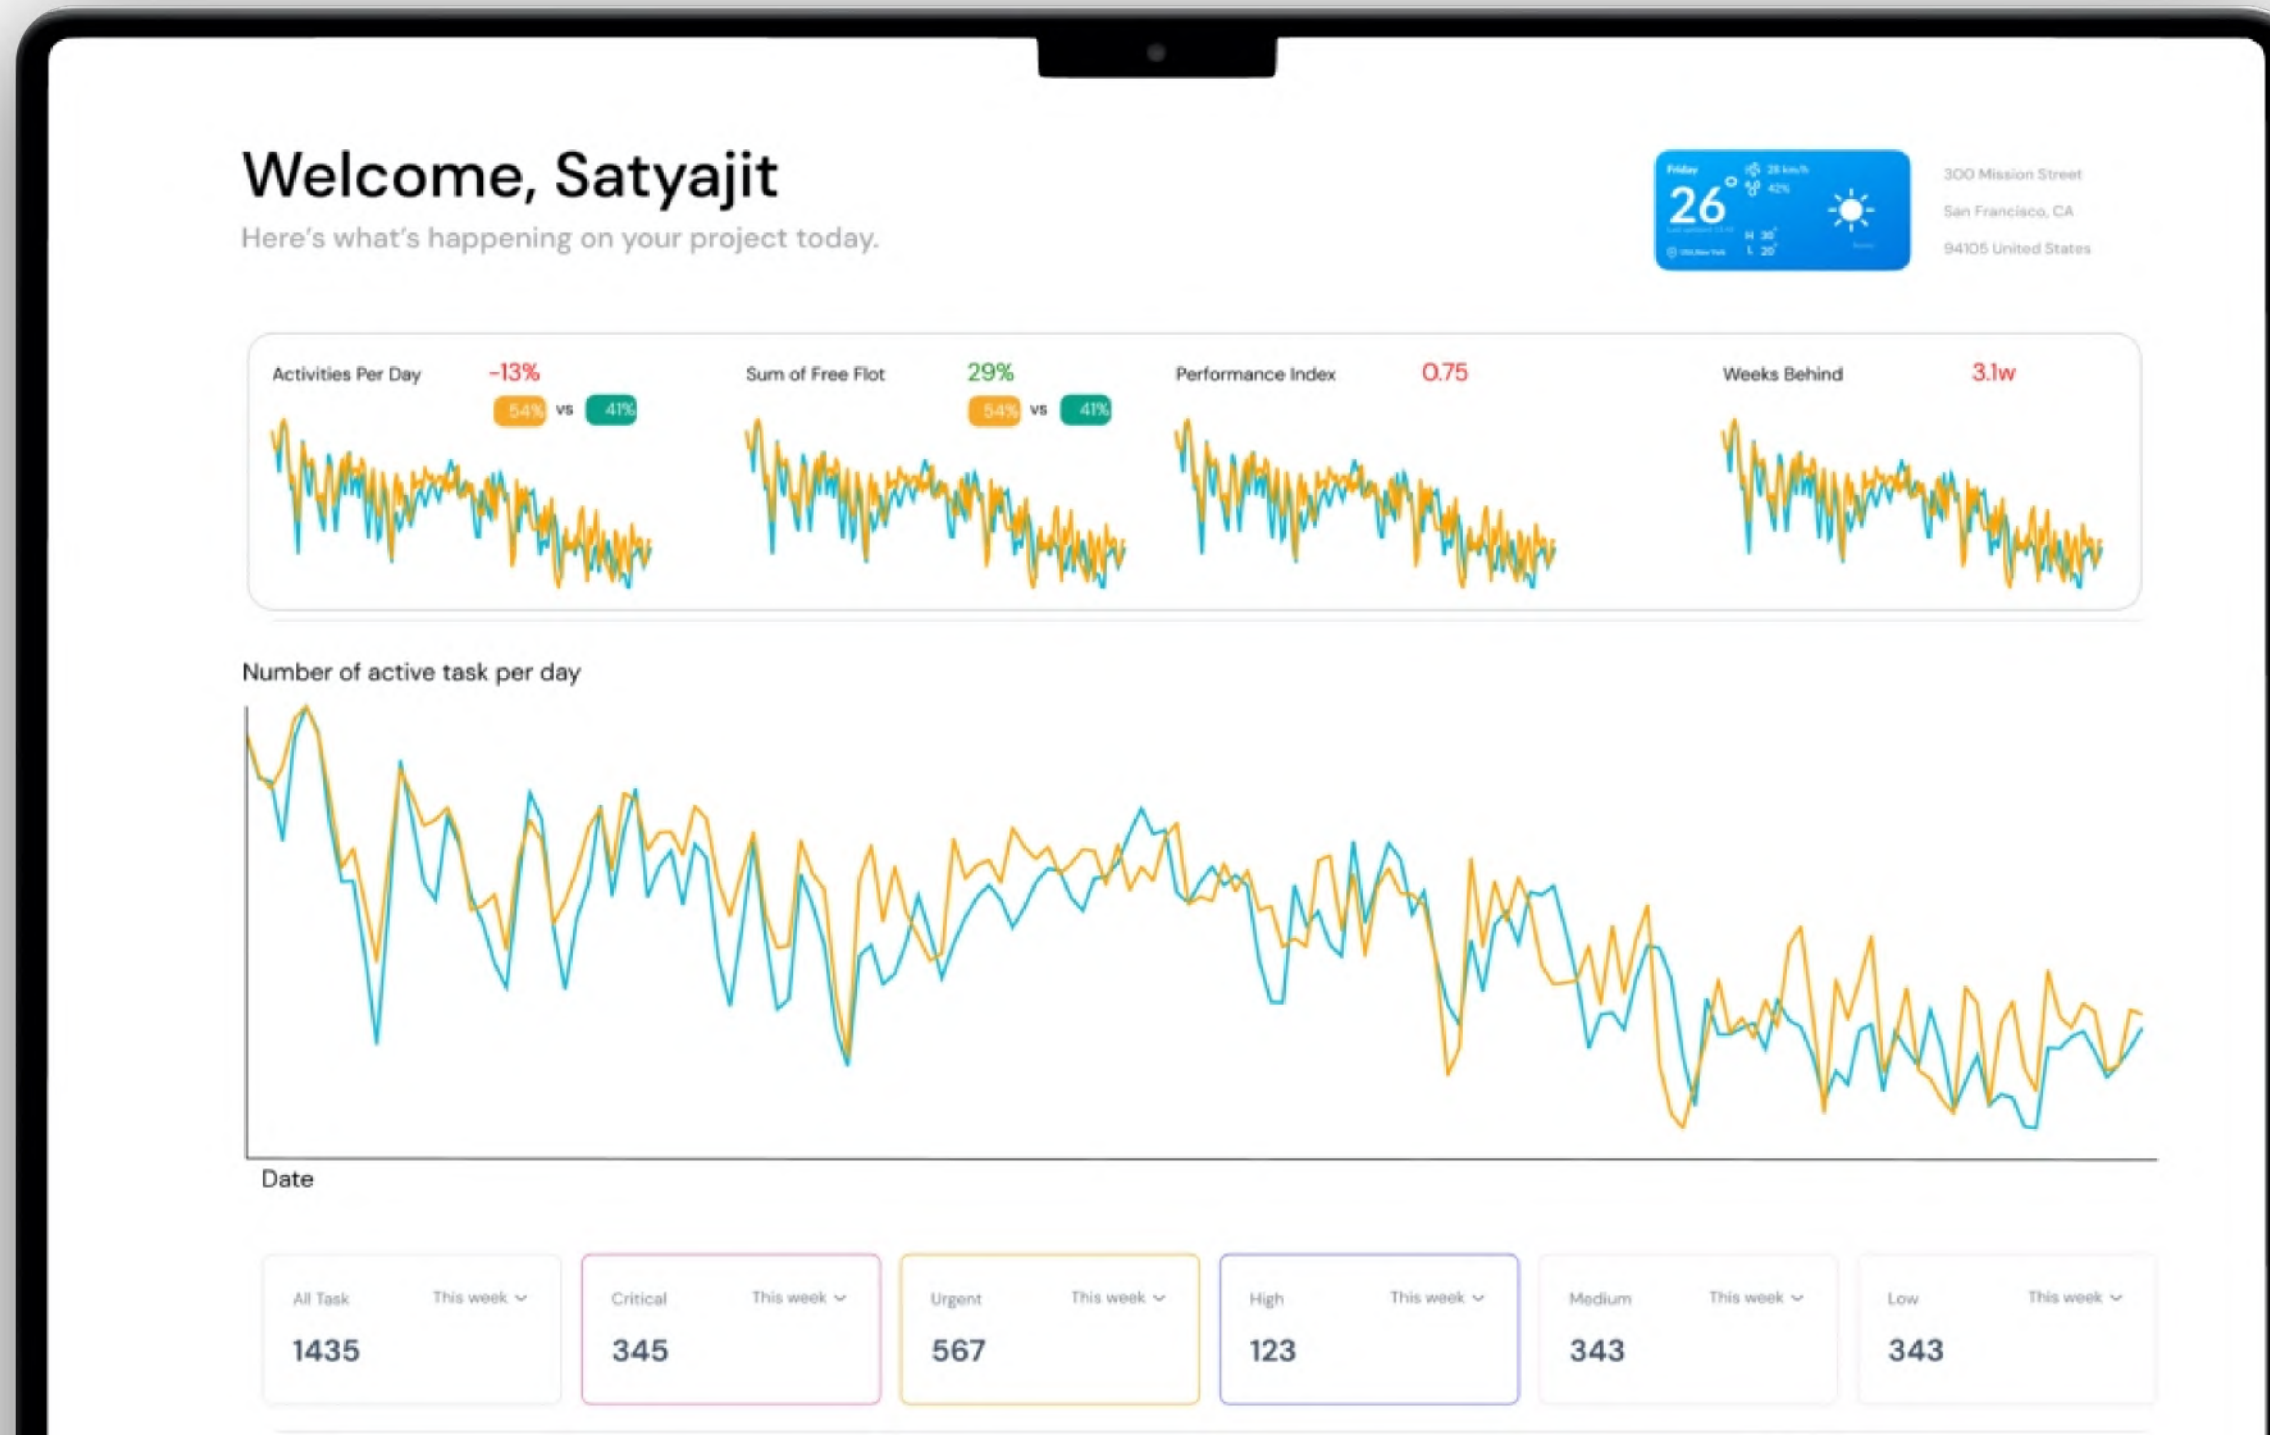 Welcome, Satyajit
Here's what's happening on your project today.
Friday
26°
28 km/h
42%
H 30°
L 20°
300 Mission Street
San Francisco, CA
94105 United States
Activities Per Day -13%
54% vs 41%
Sum of Free Flot 29%
54% vs 41%
Performance Index 0.75
Weeks Behind 3.1w
Number of active task per day
Date
All Task This week
1435
Critical This week
345
Urgent This week
567
High This week
123
Medium This week
343
Low This week
343